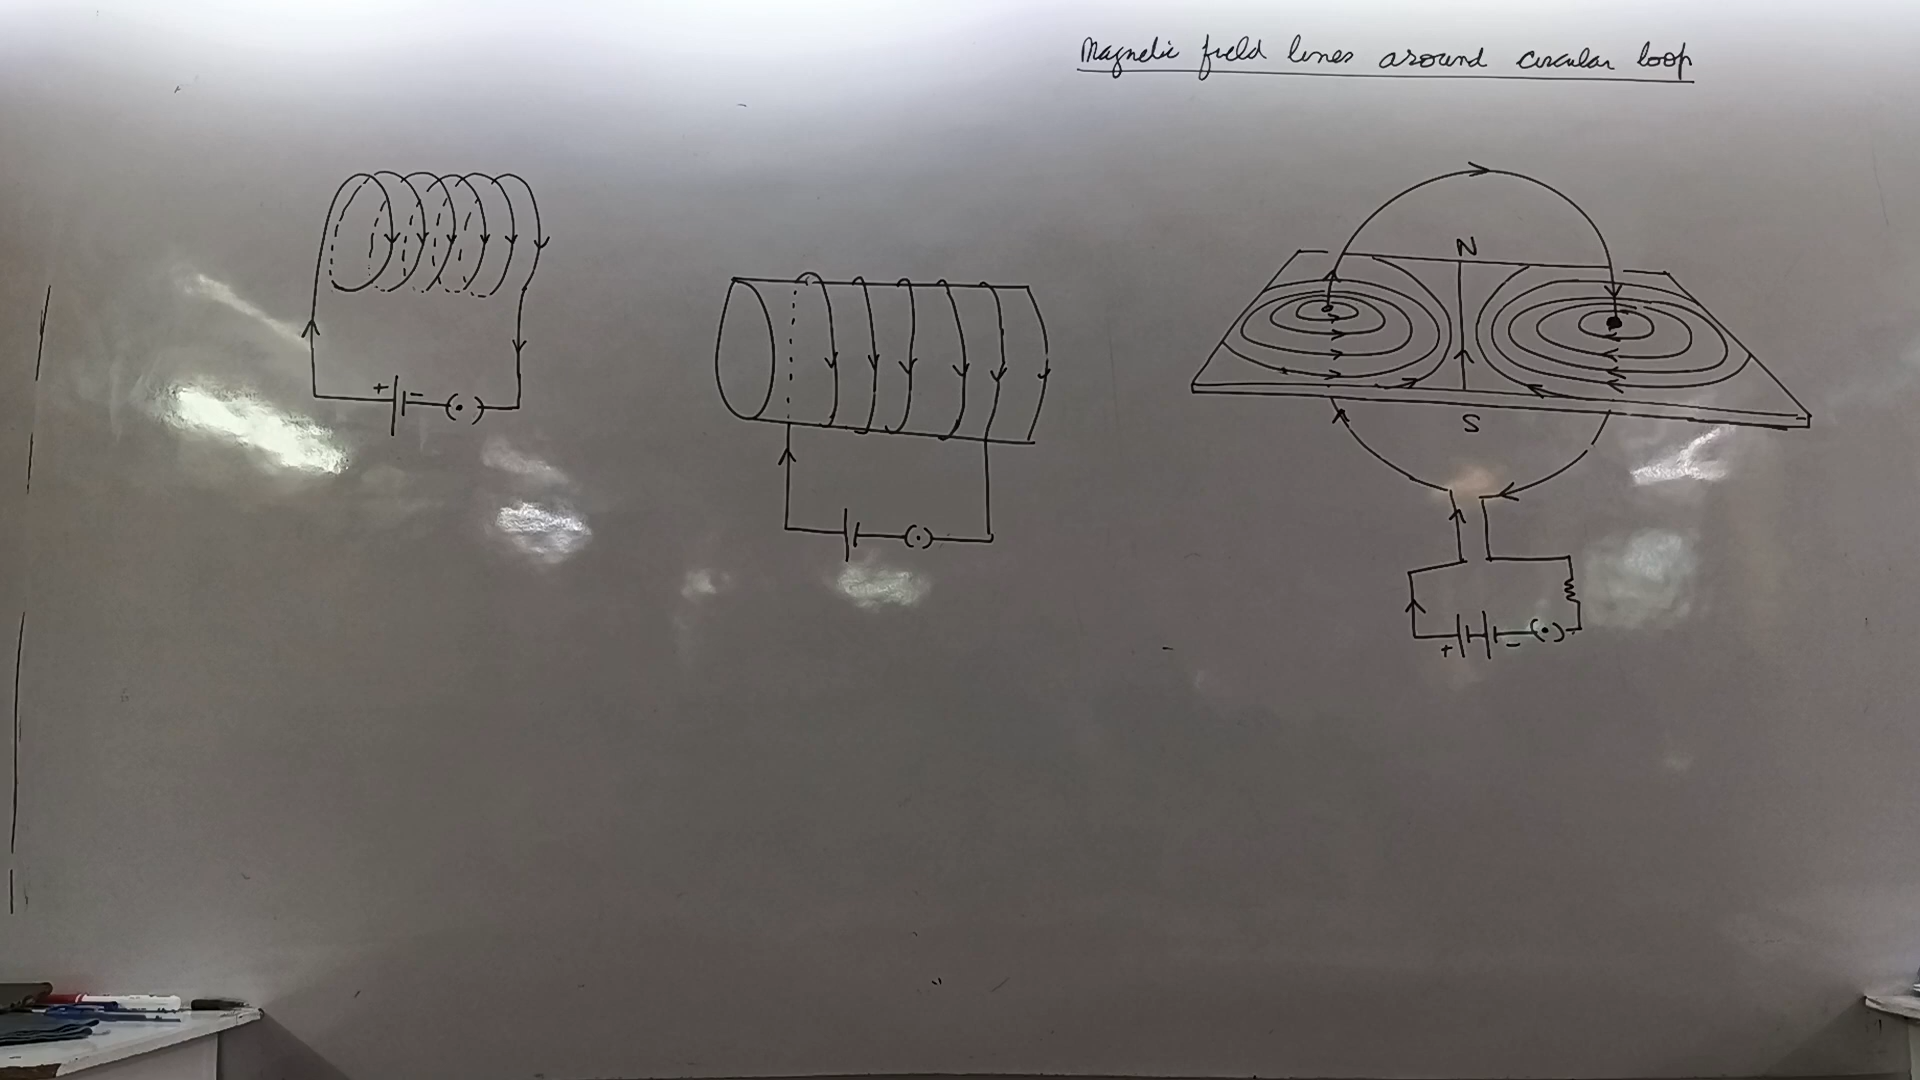 Magnetic field lines around circular loop
+ -
N
S
+ -